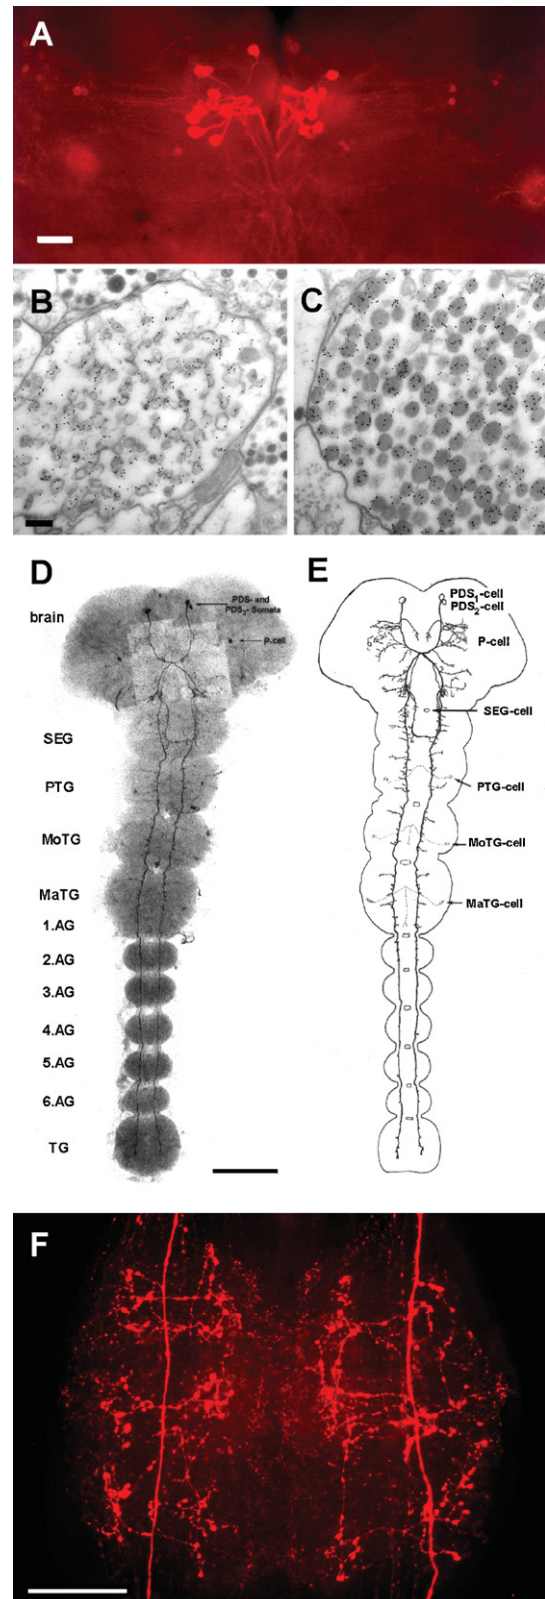 A
B
C
D
E
PDS- and
PDS2- Somata
PDS1-cell
PDS2-cell
brain
P-cell
P-cell
SEG-cell
SEG
PTG
PTG-cell
MoTG
MoTG-cell
MaTG
MaTG-cell
1.AG
2.AG
3.AG
4.AG
5.AG
6.AG
TG
F